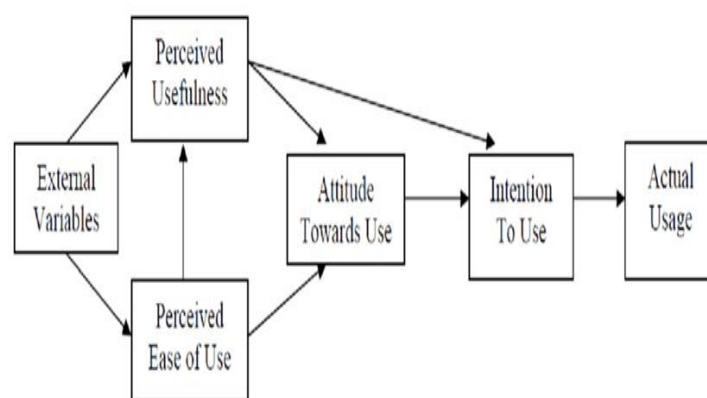 Perceived
Usefulness
External
Variables
Attitude
Towards Use
Intention
To Use
Actual
Usage
Perceived
Ease of Use